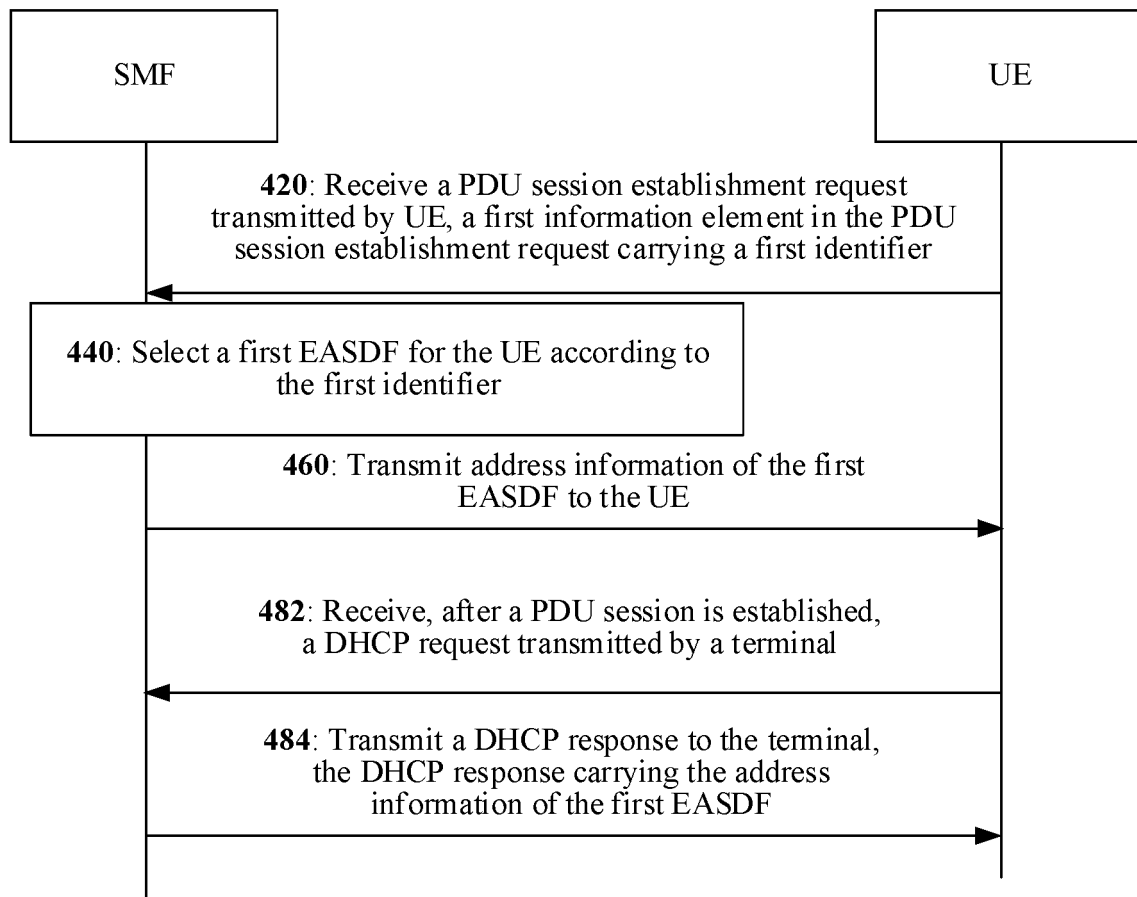 SMF
UE
420: Receive a PDU session establishment request
transmitted by UE, a first information element in the PDU
session establishment request carrying a first identifier
440: Select a first EASDF for the UE according to
the first identifier
460: Transmit address information of the first
EASDF to the UE
482: Receive, after a PDU session is established,
a DHCP request transmitted by a terminal
484: Transmit a DHCP response to the terminal,
the DHCP response carrying the address
information of the first EASDF